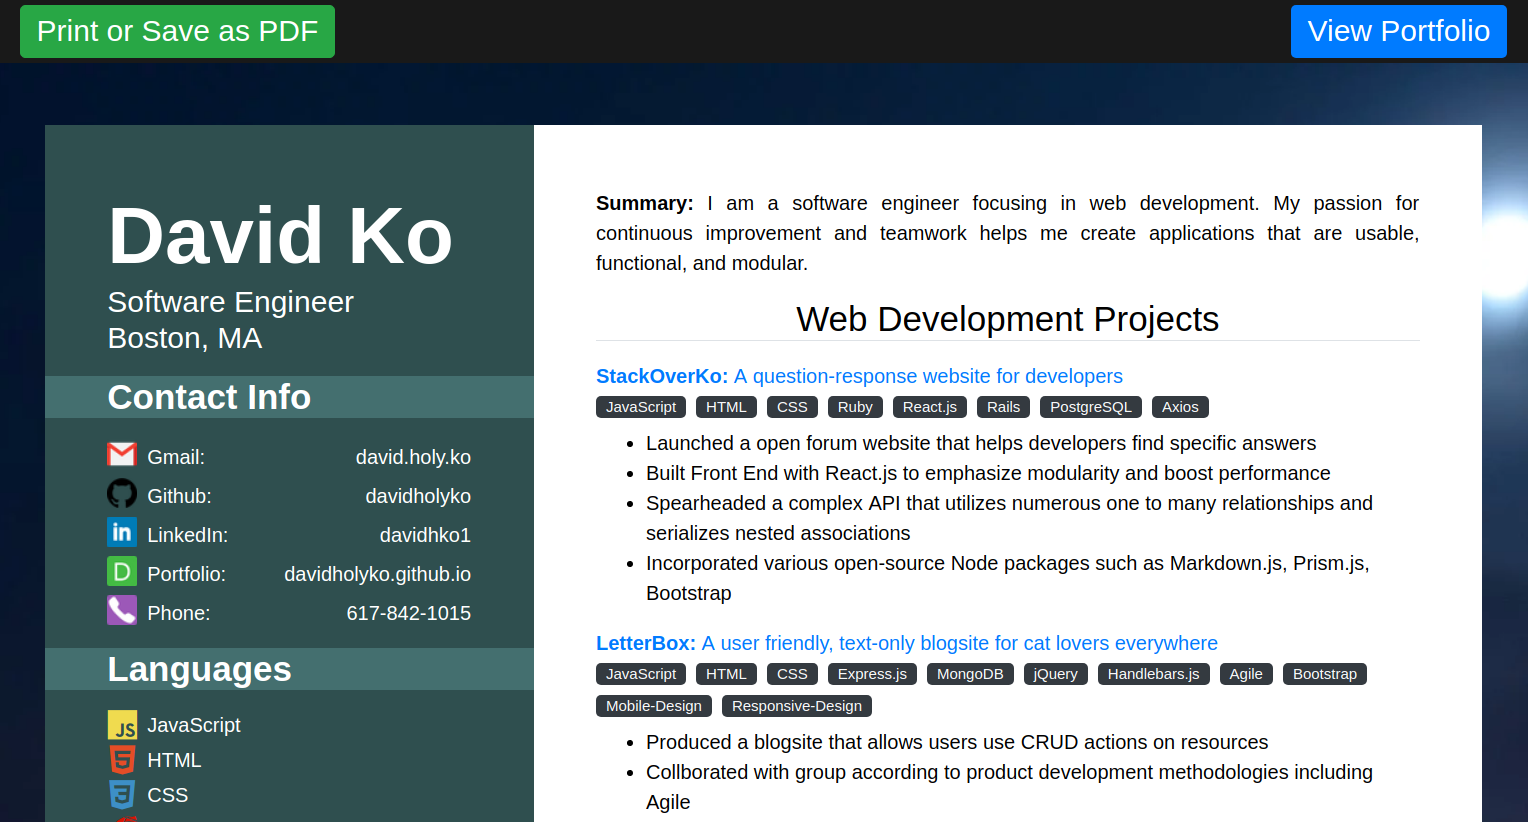 Print or Save as PDF
View Portfolio
David Ko
Software Engineer
Boston, MA
Contact Info
Gmail: david.holy.ko
Github: davidholyko
in LinkedIn: davidhko1
D Portfolio: davidholyko.github.io
Phone: 617-842-1015
Languages
JS JavaScript
5 HTML
3 CSS
Summary: I am a software engineer focusing in web development. My passion for
continuous improvement and teamwork helps me create applications that are usable,
functional, and modular.
Web Development Projects
StackOverKo: A question-response website for developers
JavaScript HTML CSS Ruby React.js Rails PostgreSQL Axios
• Launched a open forum website that helps developers find specific answers
• Built Front End with React.js to emphasize modularity and boost performance
• Spearheaded a complex API that utilizes numerous one to many relationships and
serializes nested associations
• Incorporated various open-source Node packages such as Markdown.js, Prism.js,
Bootstrap
LetterBox: A user friendly, text-only blogsite for cat lovers everywhere
JavaScript HTML CSS Express.js MongoDB jQuery Handlebars.js Agile Bootstrap
Mobile-Design Responsive-Design
• Produced a blogsite that allows users use CRUD actions on resources
• Collborated with group according to product development methodologies including
Agile